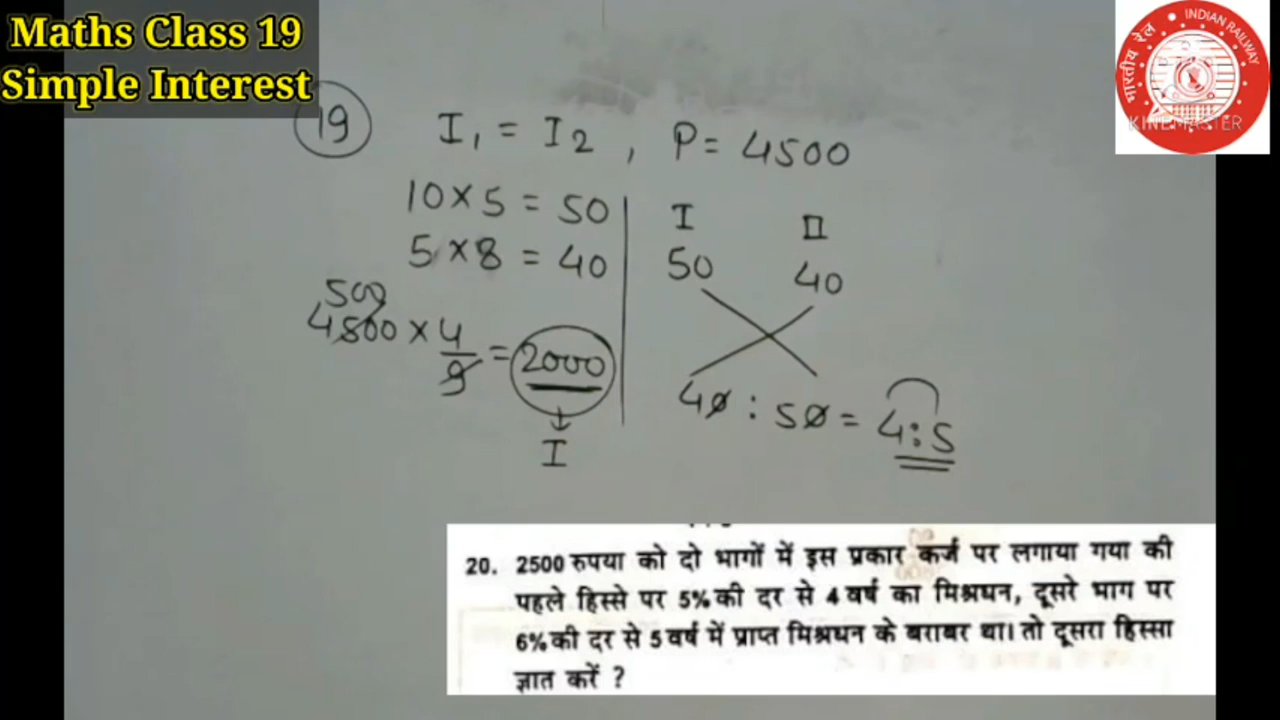 Maths Class 19
Simple Interest
भारतीय रेल
INDIAN RAILWAY
KINEMASTER
19 I₁ = I₂ , P = 4500
10 × 5 = 50
5 × 8 = 40
I II
50 40
500
4500 × 4/9 = 2000
I
40 : 50 = 4:5
20. 2500 रुपया को दो भागों में इस प्रकार कर्ज पर लगाया गया की
पहले हिस्से पर 5% की दर से 4 वर्ष का मिश्रधन, दूसरे भाग पर
6% की दर से 5 वर्ष में प्राप्त मिश्रधन के बराबर था। तो दूसरा हिस्सा
ज्ञात करें ?